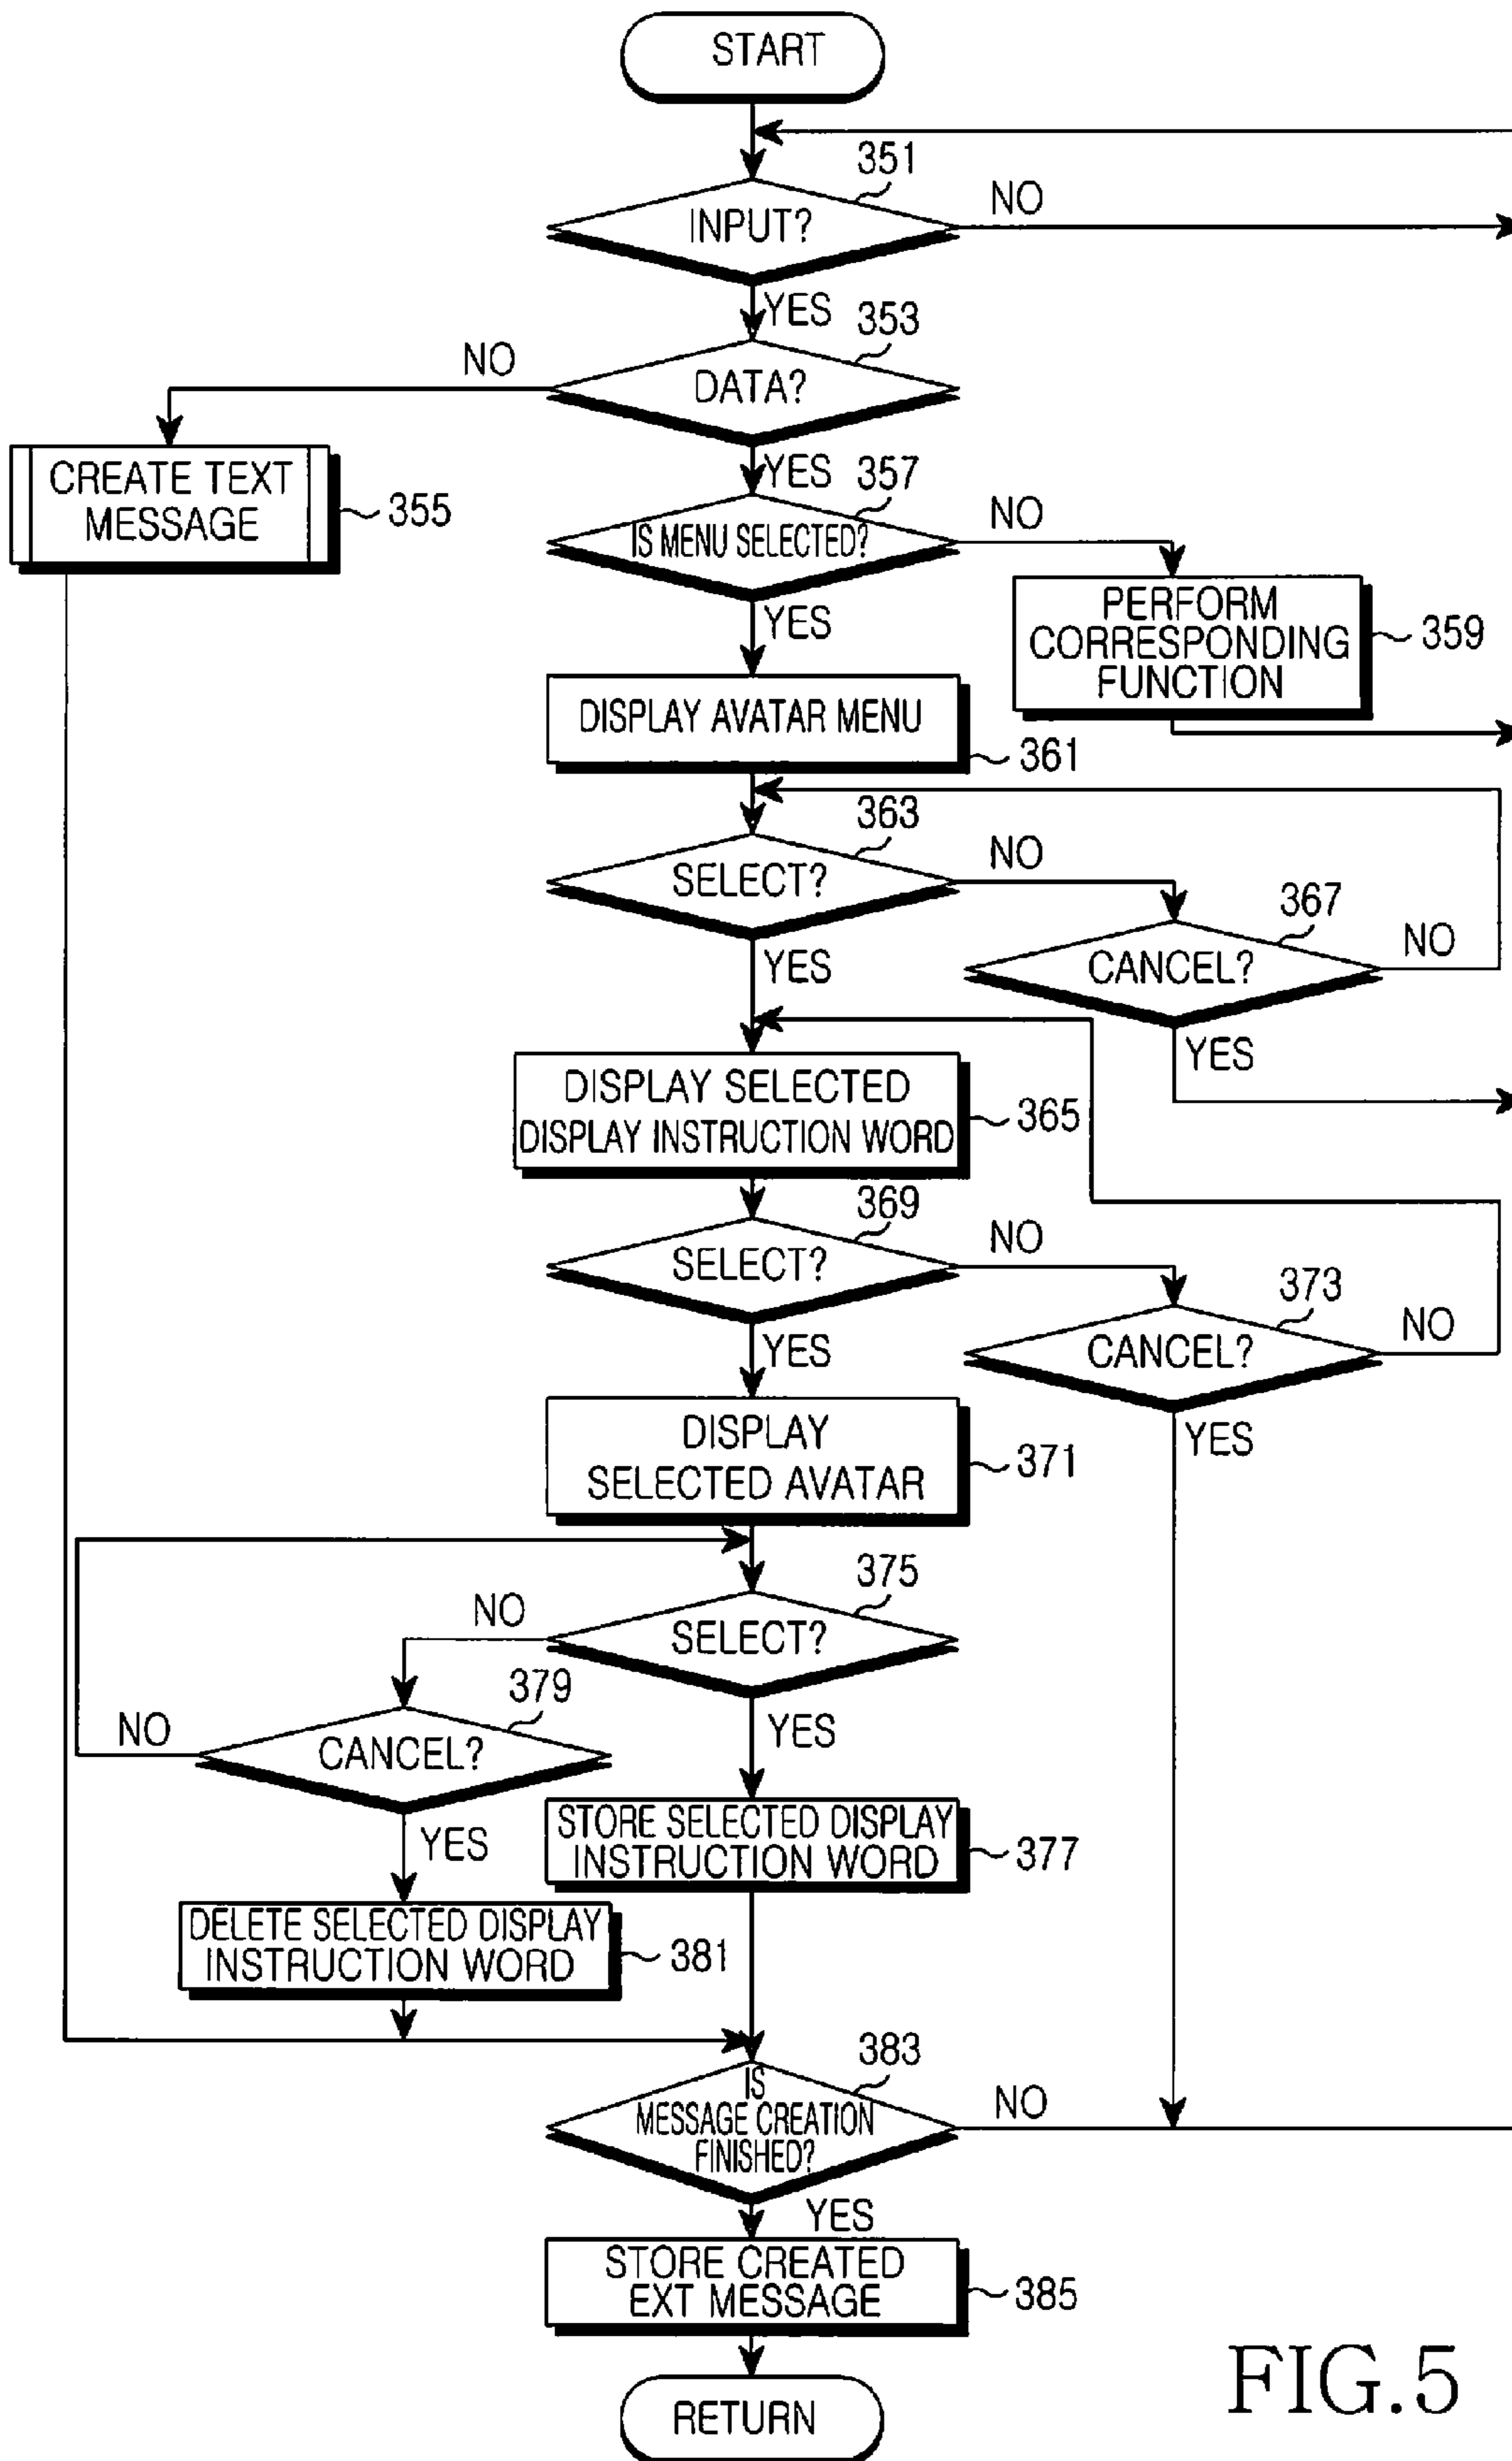 START
351
INPUT?
NO
YES
353
DATA?
NO
CREATE TEXT
MESSAGE
355
YES
357
IS MENU SELECTED?
NO
PERFORM
CORRESPONDING
FUNCTION
359
YES
DISPLAY AVATAR MENU
361
363
SELECT?
NO
367
CANCEL?
NO
YES
YES
DISPLAY SELECTED
DISPLAY INSTRUCTION WORD
365
369
SELECT?
NO
373
CANCEL?
NO
YES
YES
DISPLAY
SELECTED AVATAR
371
375
SELECT?
NO
379
CANCEL?
NO
YES
YES
STORE SELECTED DISPLAY
INSTRUCTION WORD
377
DELETE SELECTED DISPLAY
INSTRUCTION WORD
381
383
IS
MESSAGE CREATION
FINISHED?
NO
YES
STORE CREATED
EXT MESSAGE
385
RETURN
FIG.5